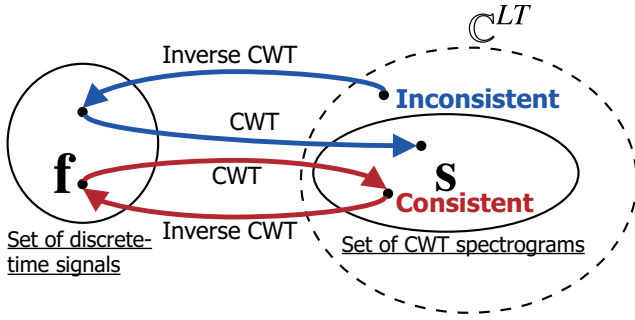 ℂ^{LT}
Inverse CWT
Inconsistent
CWT
f
CWT
s
Consistent
Inverse CWT
Set of discrete-
time signals
Set of CWT spectrograms